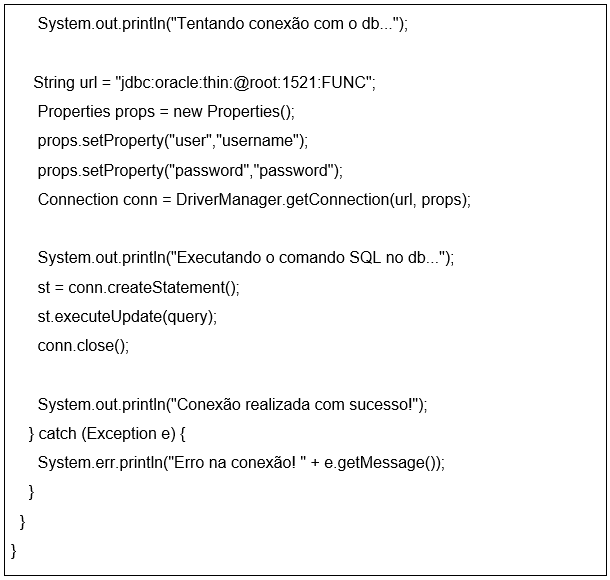 System.out.println("Tentando conexão com o db...");
String url = "jdbc:oracle:thin:@root:1521:FUNC";
Properties props = new Properties();
props.setProperty("user","username");
props.setProperty("password","password");
Connection conn = DriverManager.getConnection(url, props);
System.out.println("Executando o comando SQL no db...");
st = conn.createStatement();
st.executeUpdate(query);
conn.close();
System.out.println("Conexão realizada com sucesso!");
} catch (Exception e) {
System.err.println("Erro na conexão! " + e.getMessage());
}
}
}